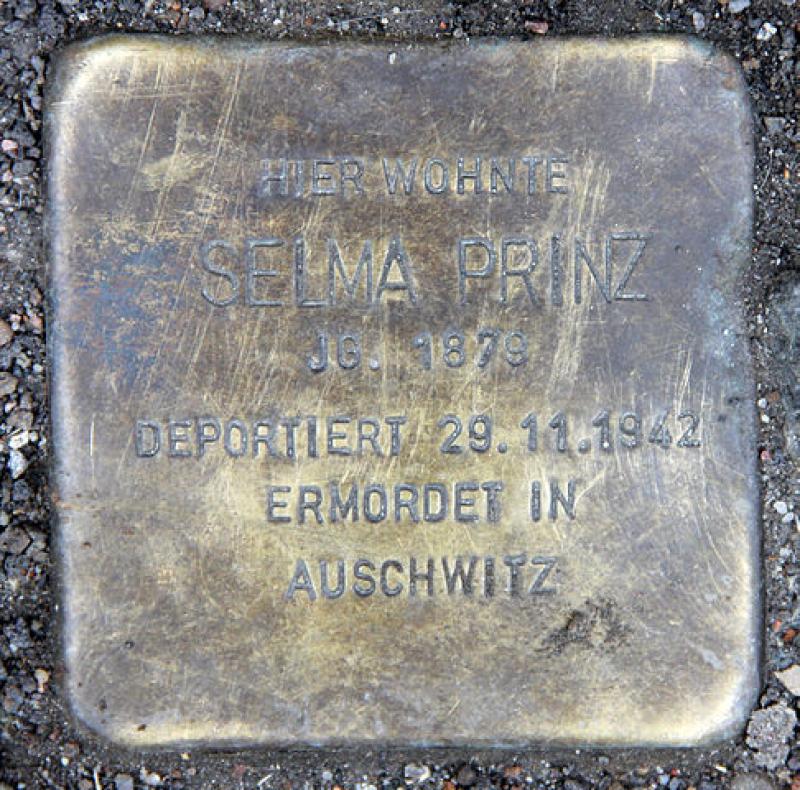 HIER WOHNTE
SELMA PRINZ
JG. 1879
DEPORTIERT 29.11.1942
ERMORDET IN
AUSCHWITZ